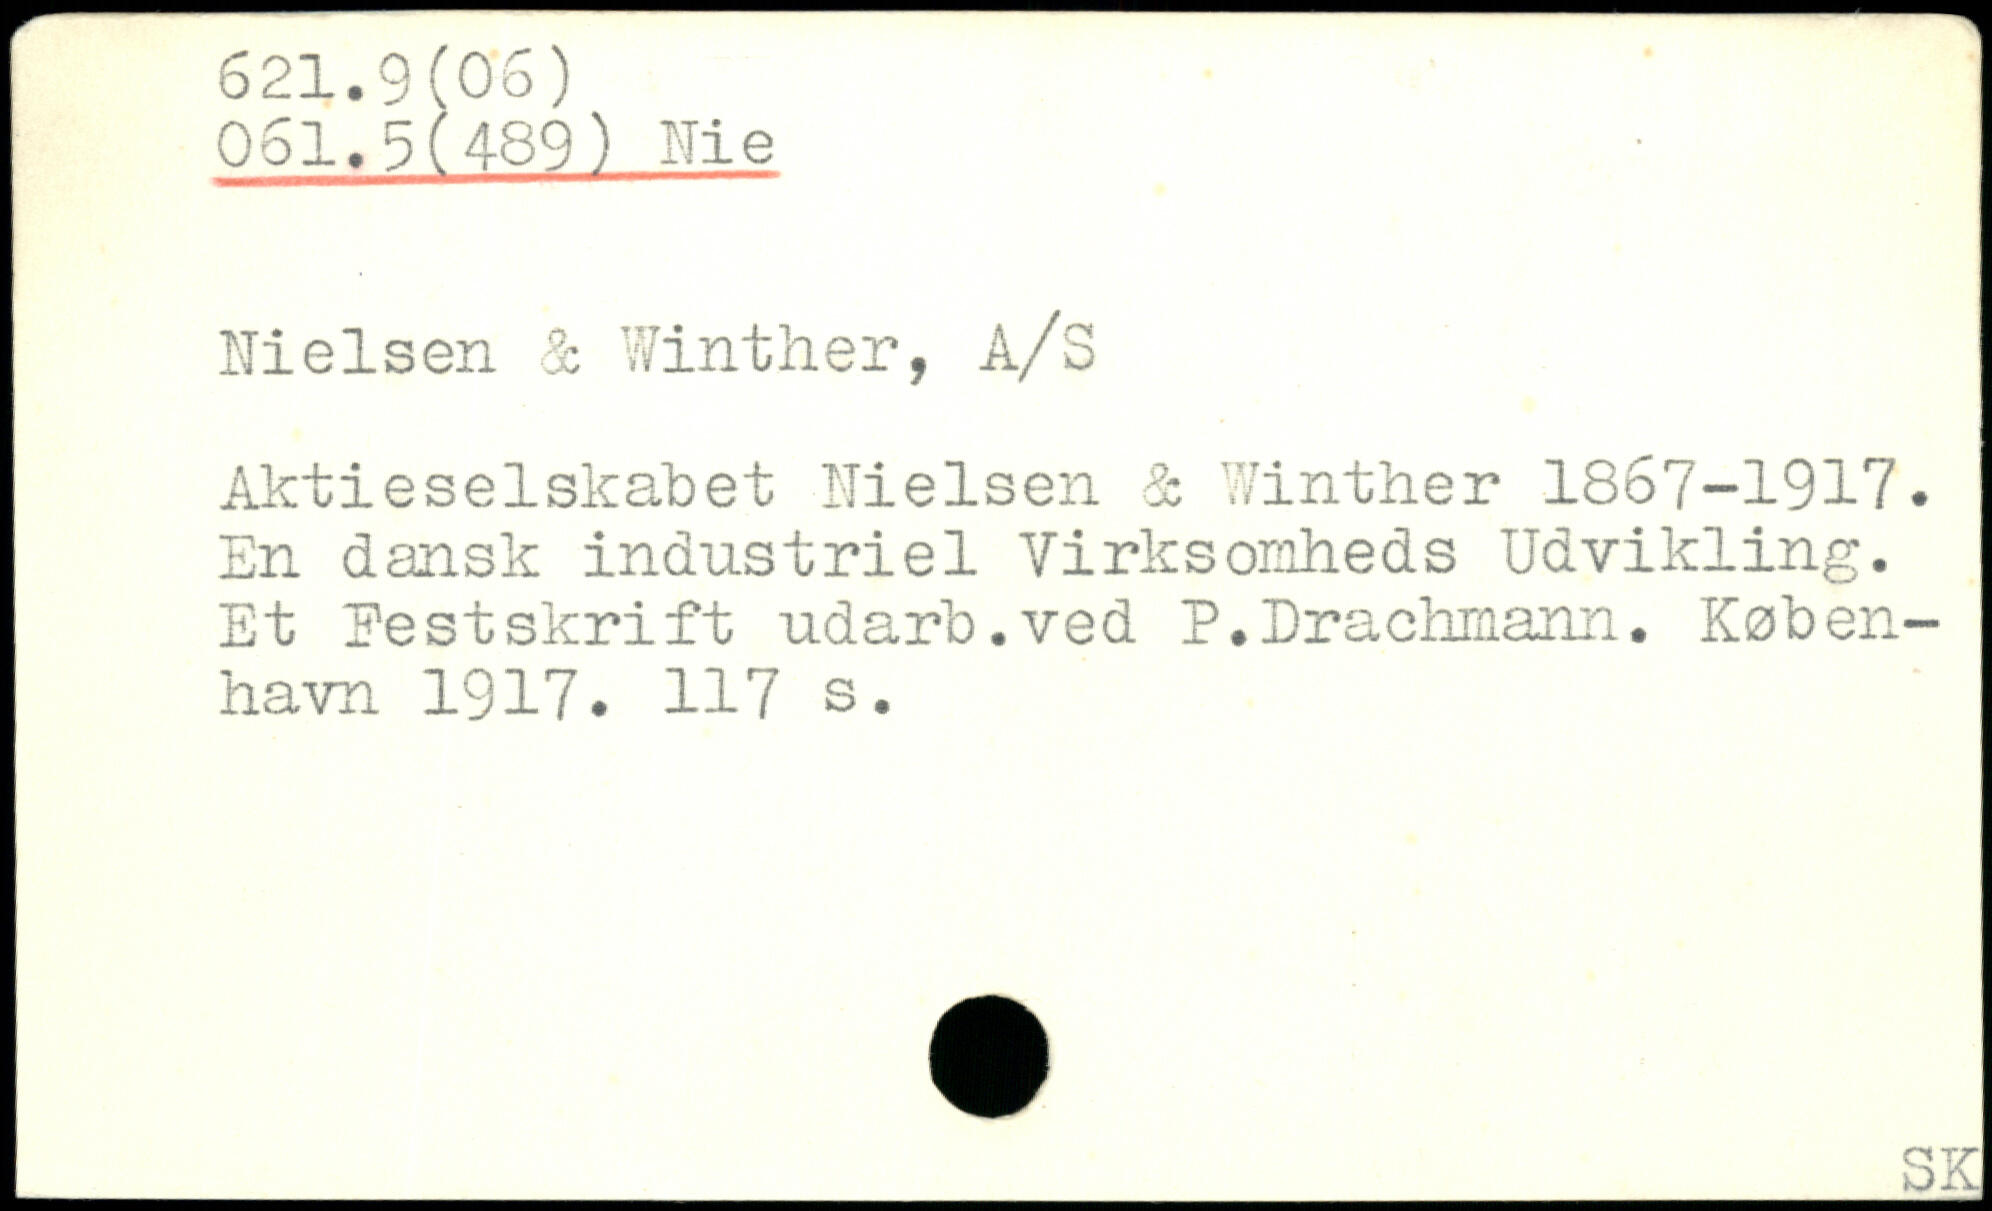 621.9(06)
061.5(489) Nie
Nielsen & Winther, A/S
Aktieselskabet Nielsen & Winther 1867-1917.
En dansk industriel Virksomheds Udvikling.
Et Festskrift udarb.ved P.Drachmann. Køben-
havn 1917. 117 s.
SK